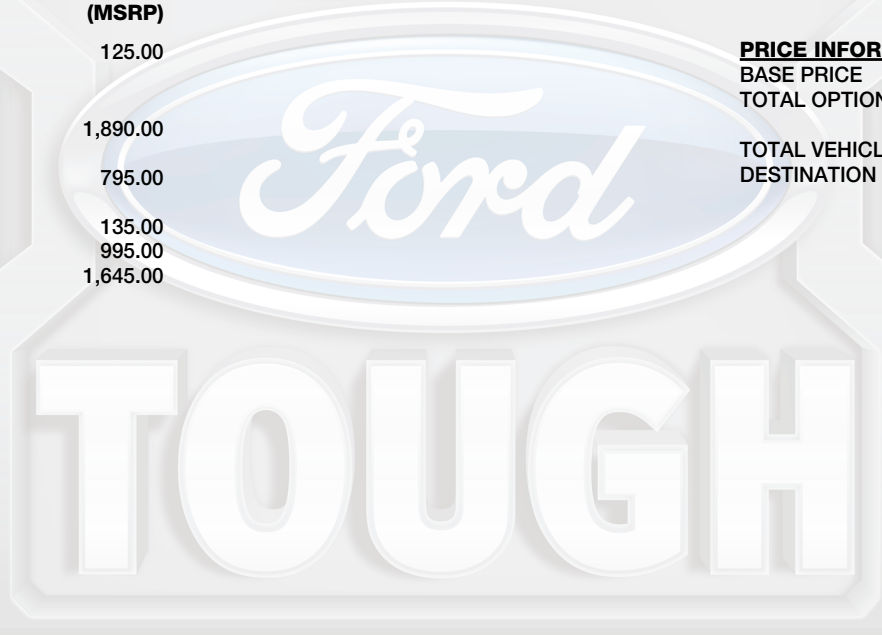 (MSRP)
125.00
1,890.00
795.00
135.00
995.00
1,645.00
PRICE INFOR
BASE PRICE
TOTAL OPTION
TOTAL VEHICL
DESTINATION
Ford
TOUGH